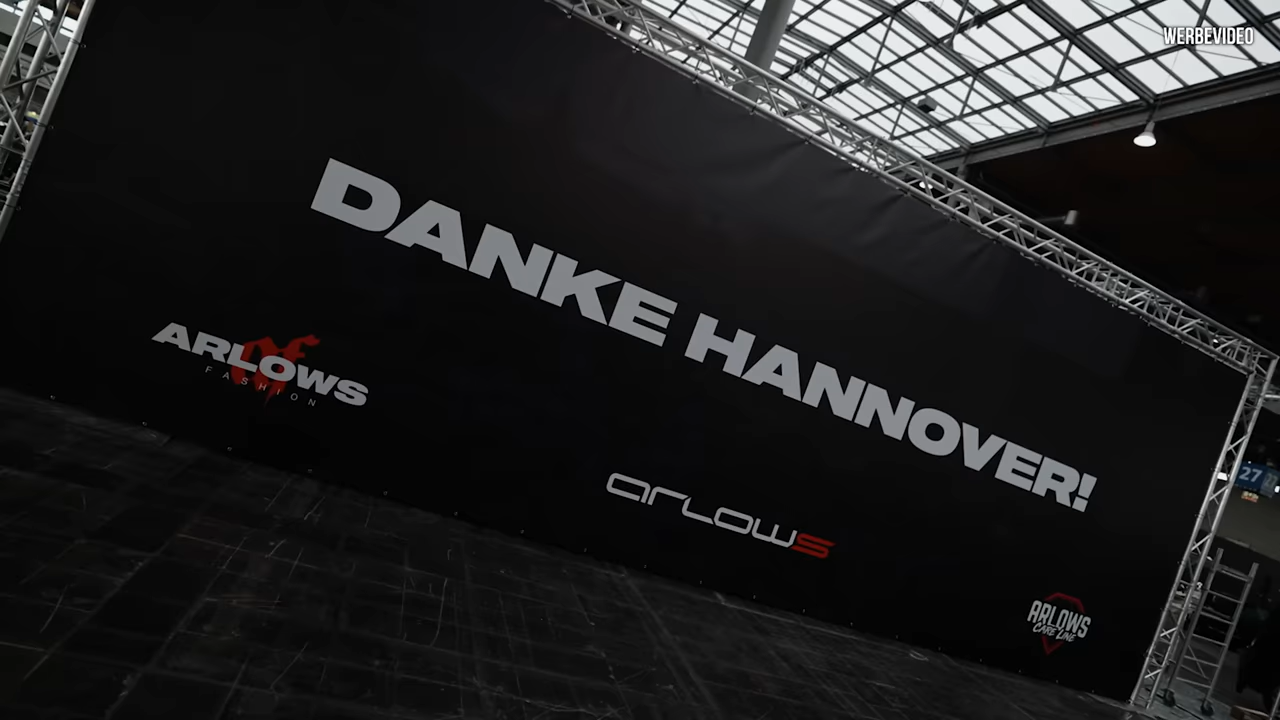 WERBEVIDEO
DANKE HANNOVER!
ARLOWS
FASHION
arlows
ARLOWS
CARE LINE
27